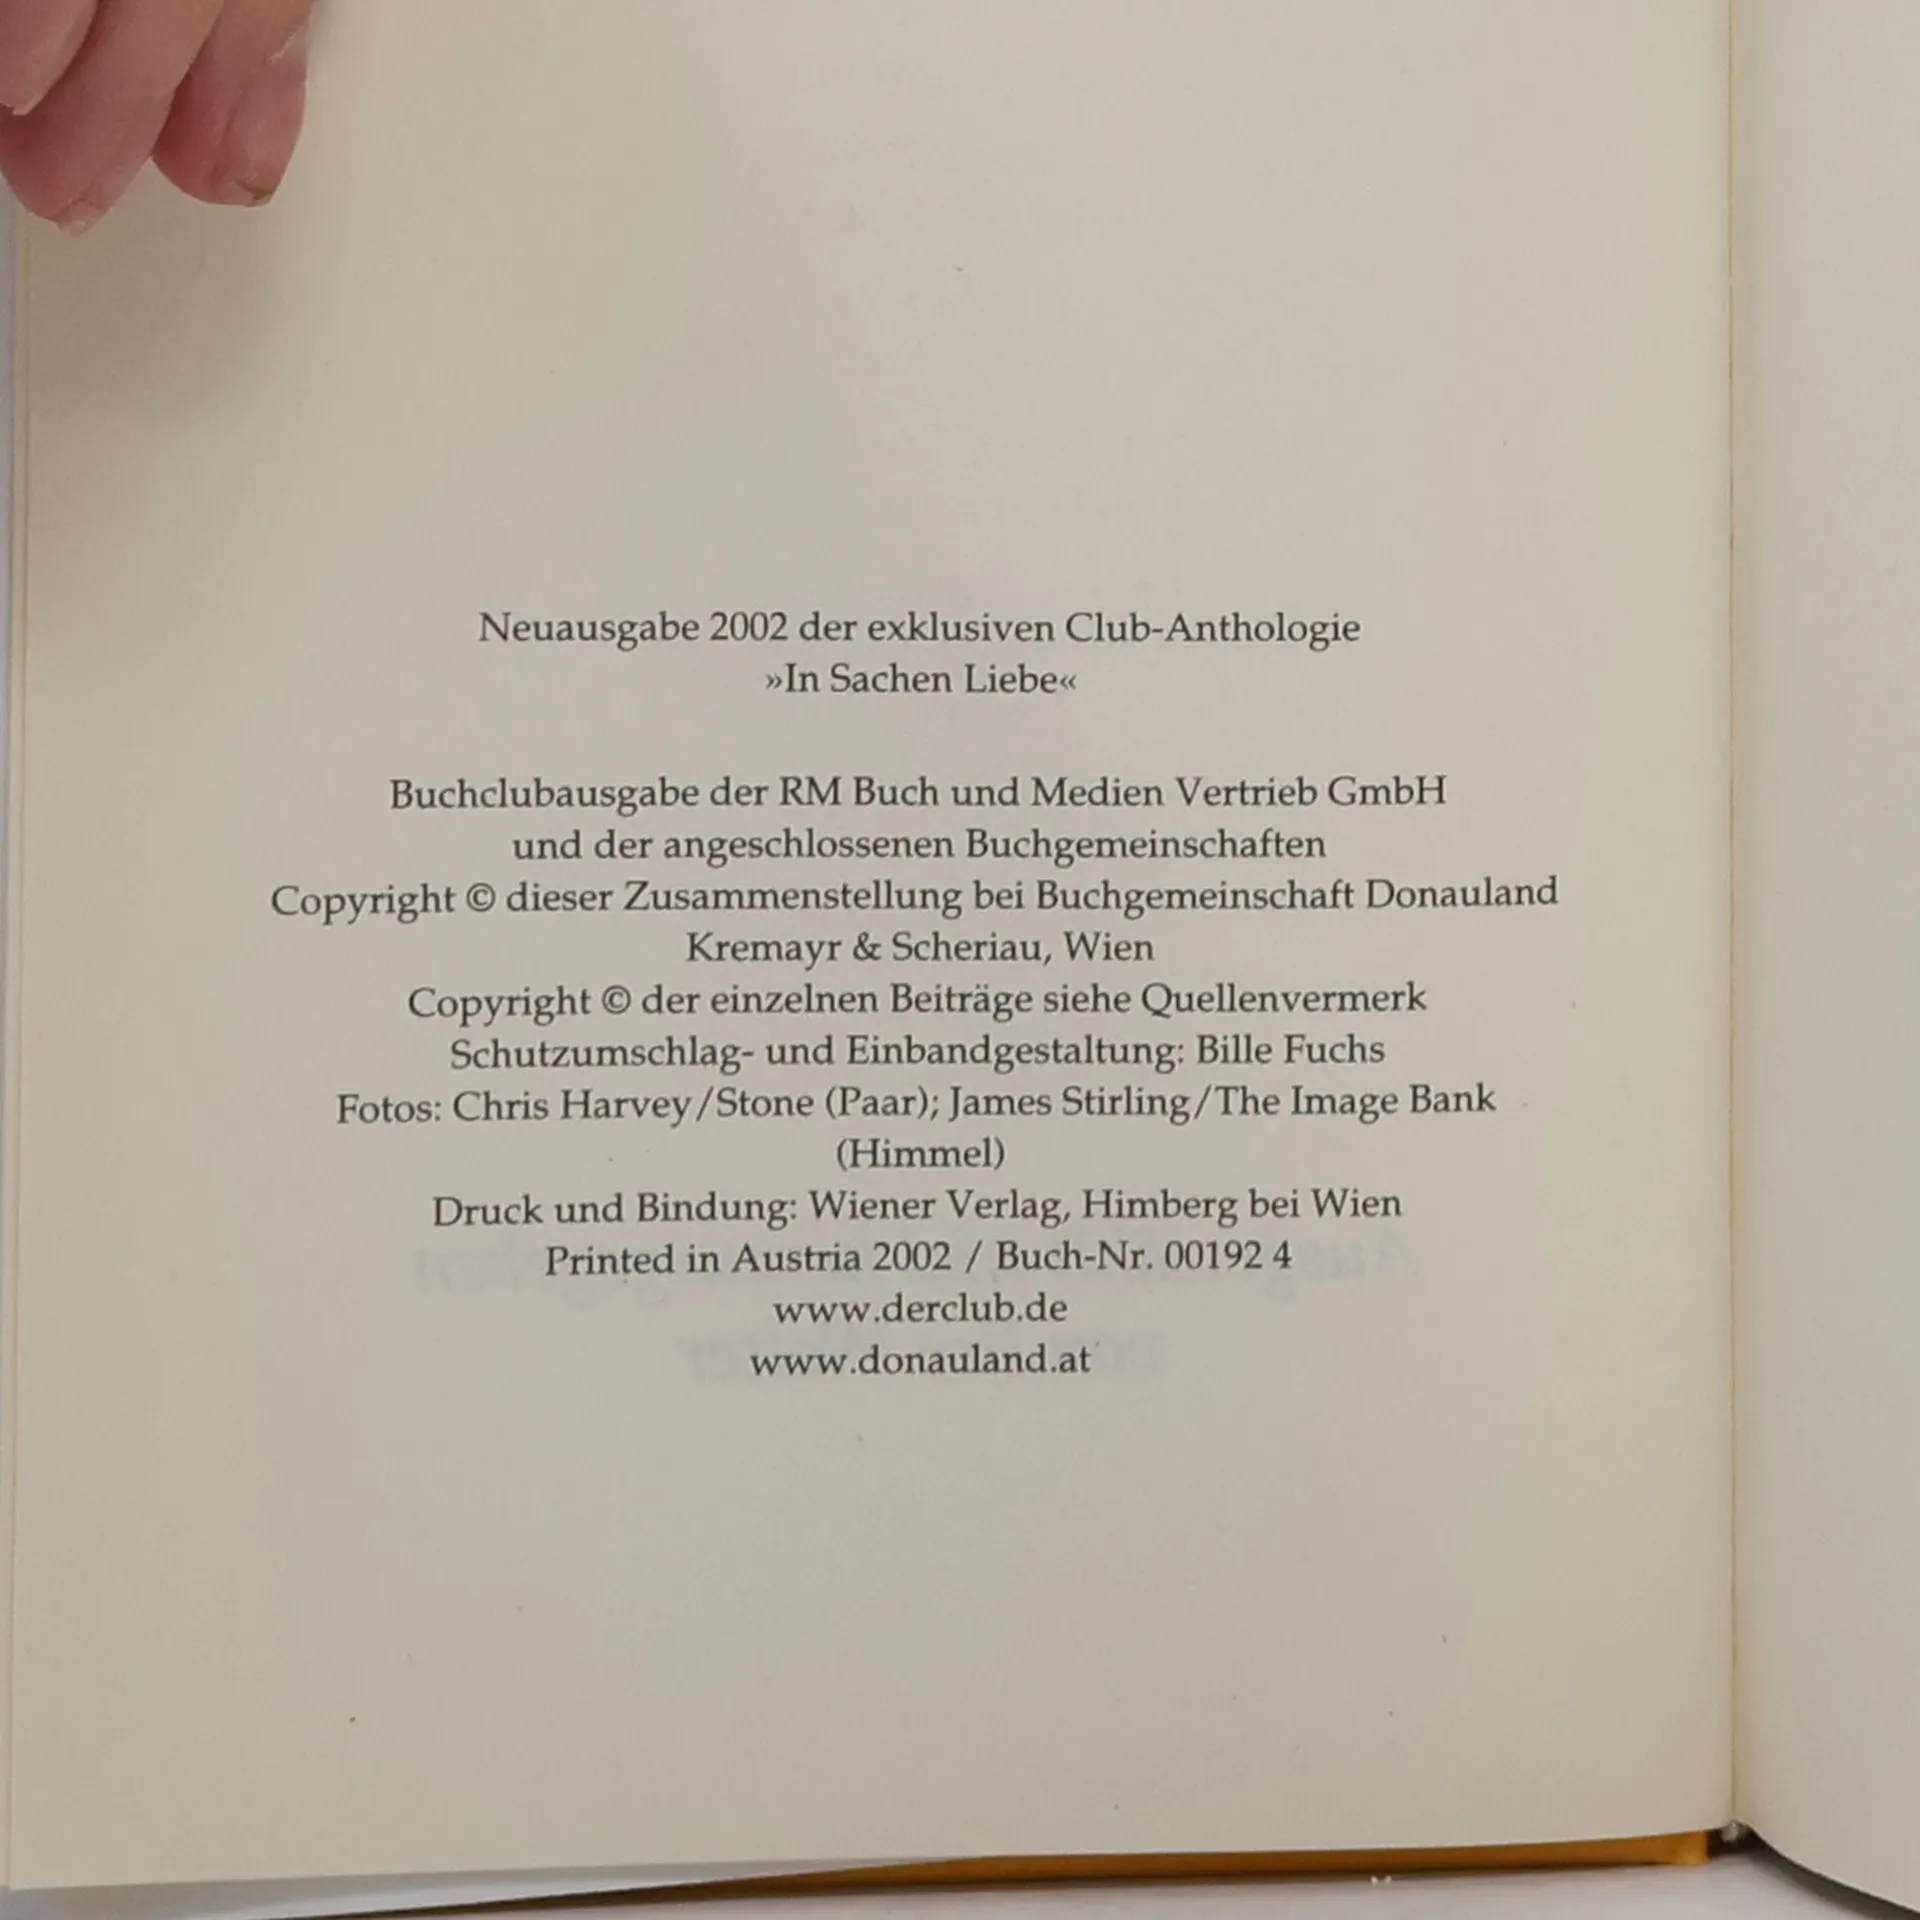 Neuausgabe 2002 der exklusiven Club-Anthologie
»In Sachen Liebe«
Buchclubausgabe der RM Buch und Medien Vertrieb GmbH
und der angeschlossenen Buchgemeinschaften
Copyright © dieser Zusammenstellung bei Buchgemeinschaft Donauland
Kremayr & Scheriau, Wien
Copyright © der einzelnen Beiträge siehe Quellenvermerk
Schutzumschlag- und Einbandgestaltung: Bille Fuchs
Fotos: Chris Harvey/Stone (Paar); James Stirling/The Image Bank
(Himmel)
Druck und Bindung: Wiener Verlag, Himberg bei Wien
Printed in Austria 2002 / Buch-Nr. 00192 4
www.derclub.de
www.donauland.at